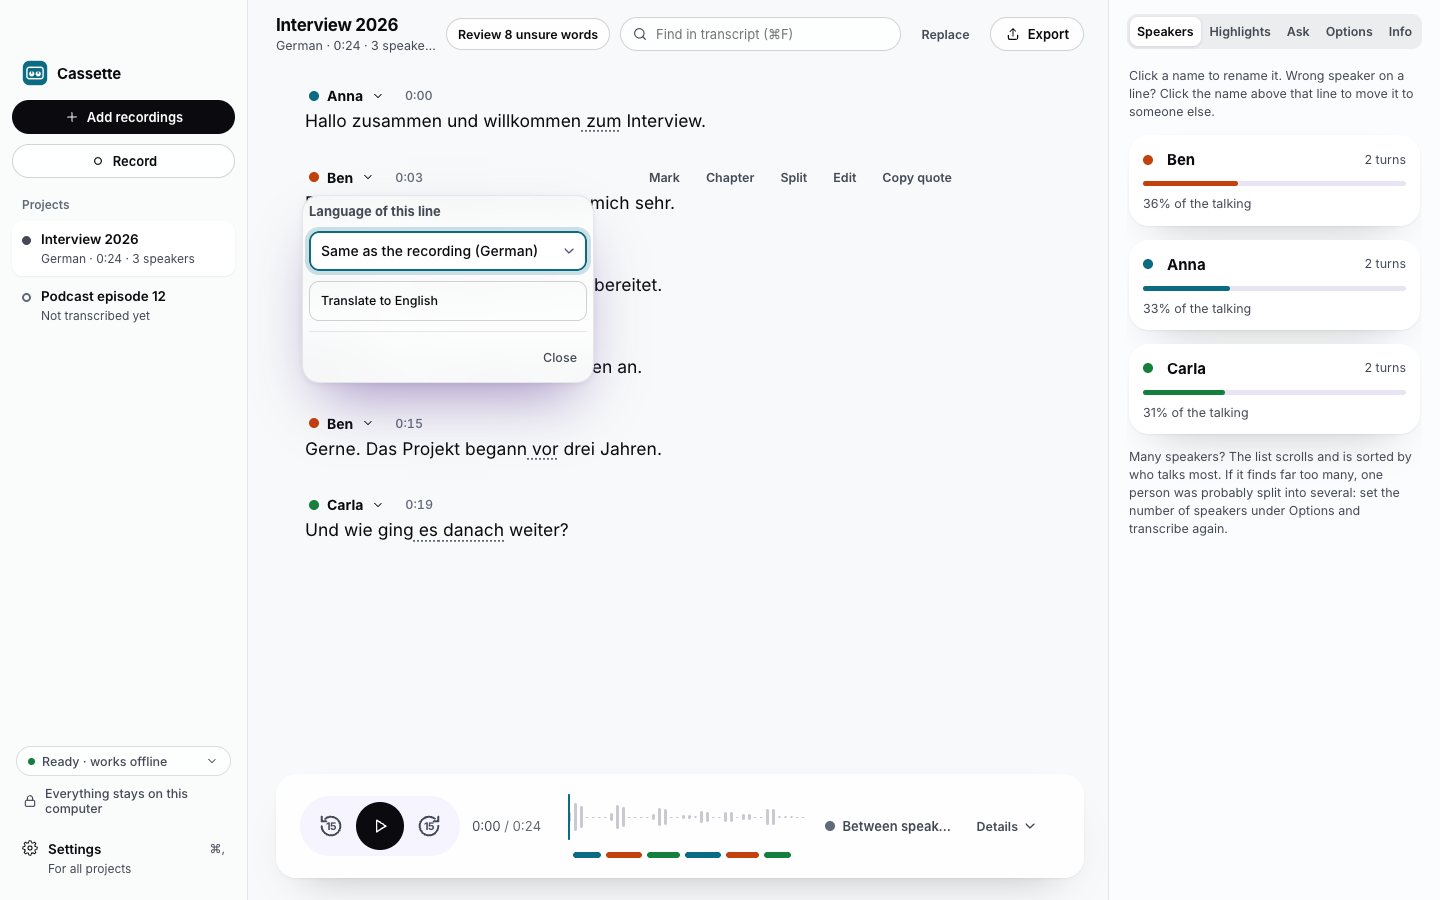 Cassette
Add recordings
Record
Projects
Interview 2026
German · 0:24 · 3 speakers
Podcast episode 12
Not transcribed yet
Ready · works offline
Everything stays on this
computer
Settings ⌘,
For all projects
Interview 2026
German · 0:24 · 3 speake...
Review 8 unsure words
Find in transcript (⌘F)
Replace
Export
Anna 0:00
Hallo zusammen und willkommen zum Interview.
Ben 0:03
Mark Chapter Split Edit Copy quote
mich sehr.
Language of this line
Same as the recording (German)
Translate to English
Close
bereitet.
en an.
Ben 0:15
Gerne. Das Projekt begann vor drei Jahren.
Carla 0:19
Und wie ging es danach weiter?
15
15
0:00 / 0:24
Between speak...
Details
Speakers Highlights Ask Options Info
Click a name to rename it. Wrong speaker on a
line? Click the name above that line to move it to
someone else.
Ben 2 turns
36% of the talking
Anna 2 turns
33% of the talking
Carla 2 turns
31% of the talking
Many speakers? The list scrolls and is sorted by
who talks most. If it finds far too many, one
person was probably split into several: set the
number of speakers under Options and
transcribe again.